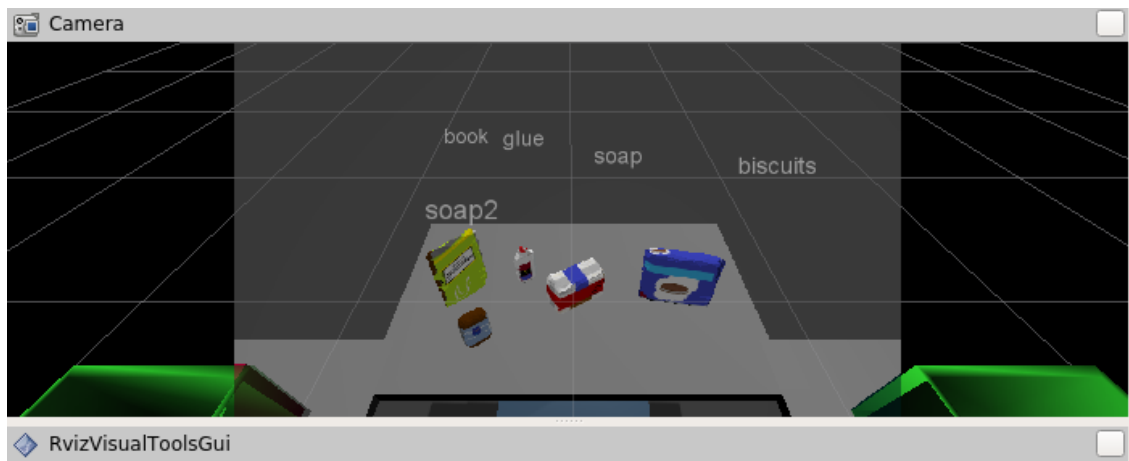 Camera
book glue
soap
biscuits
soap2
RvizVisualToolsGui